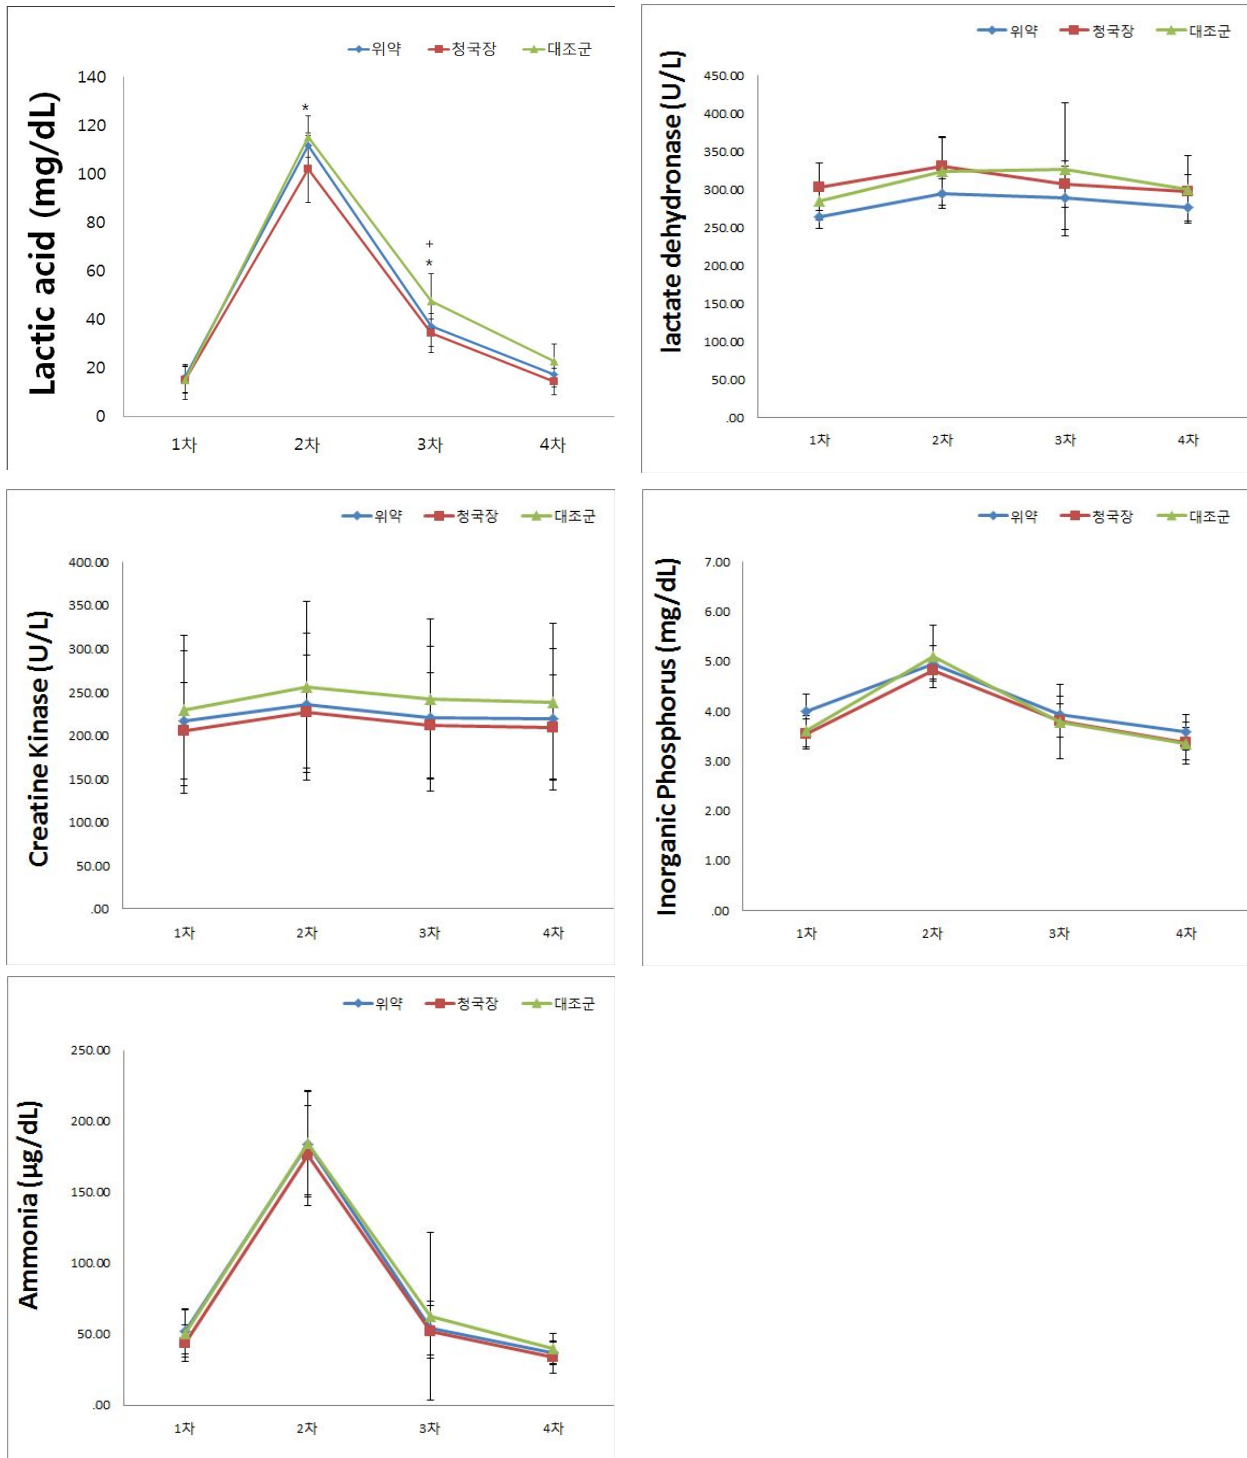 위약 청국장 대조군
Lactic acid (mg/dL)
140
120
100
80
60
40
20
0
*
+
*
1차 2차 3차 4차
위약 청국장 대조군
lactate dehydronase (U/L)
450.00
400.00
350.00
300.00
250.00
200.00
150.00
100.00
50.00
.00
1차 2차 3차 4차
위약 청국장 대조군
Creatine Kinase (U/L)
400.00
350.00
300.00
250.00
200.00
150.00
100.00
50.00
.00
1차 2차 3차 4차
위약 청국장 대조군
Inorganic Phosphorus (mg/dL)
7.00
6.00
5.00
4.00
3.00
2.00
1.00
.00
1차 2차 3차 4차
위약 청국장 대조군
Ammonia (µg/dL)
250.00
200.00
150.00
100.00
50.00
.00
1차 2차 3차 4차